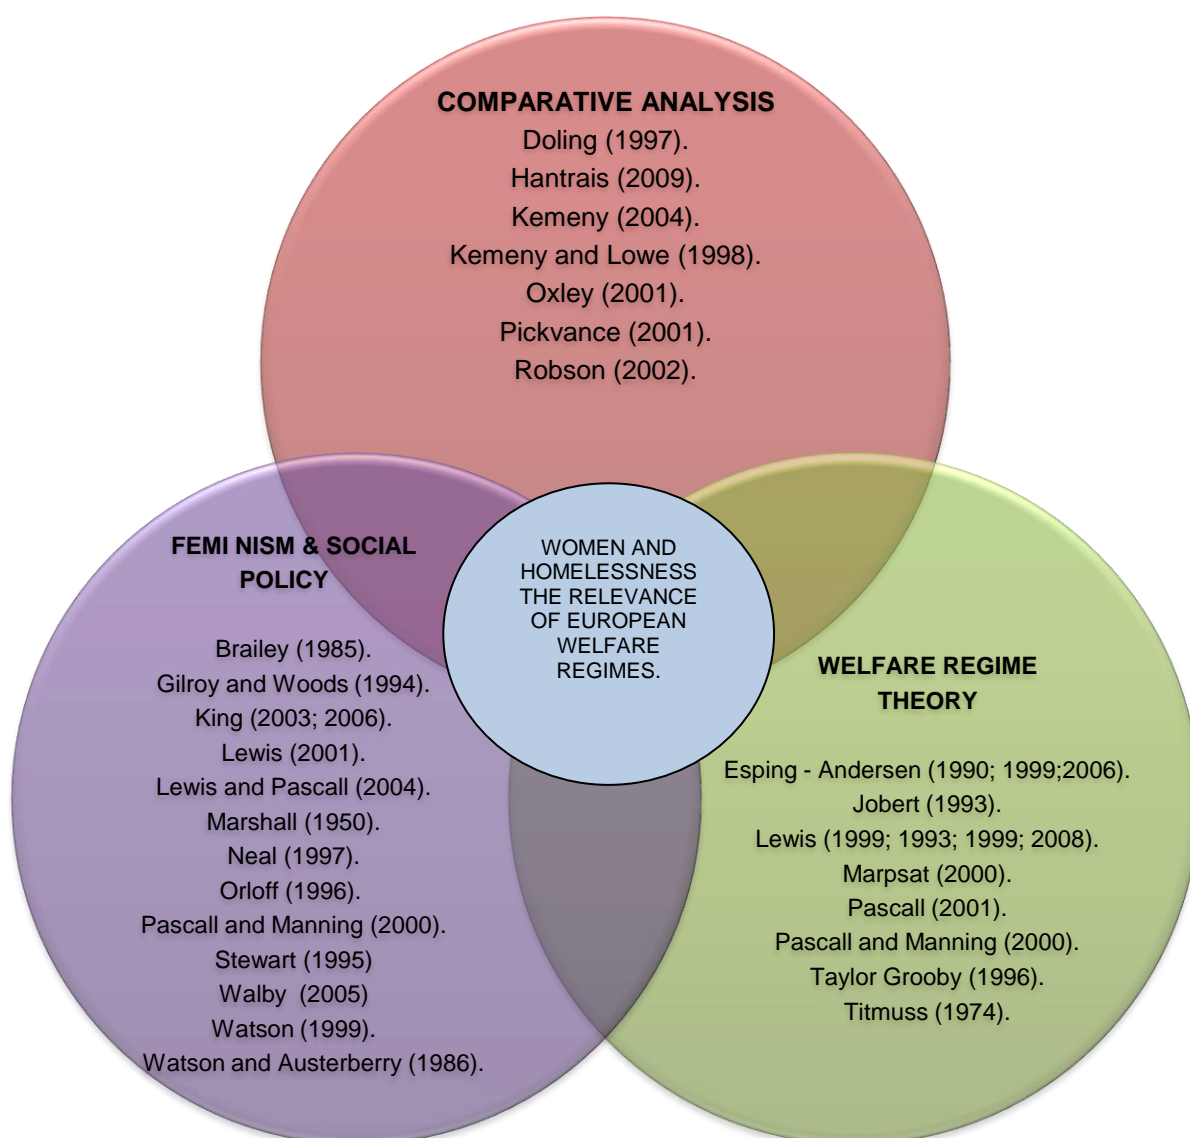 COMPARATIVE ANALYSIS
Doling (1997).
Hantrais (2009).
Kemeny (2004).
Kemeny and Lowe (1998).
Oxley (2001).
Pickvance (2001).
Robson (2002).
FEMI NISM & SOCIAL
POLICY
Brailey (1985).
Gilroy and Woods (1994).
King (2003; 2006).
Lewis (2001).
Lewis and Pascall (2004).
Marshall (1950).
Neal (1997).
Orloff (1996).
Pascall and Manning (2000).
Stewart (1995)
Walby (2005)
Watson (1999).
Watson and Austerberry (1986).
WOMEN AND
HOMELESSNESS
THE RELEVANCE
OF EUROPEAN
WELFARE
REGIMES.
WELFARE REGIME
THEORY
Esping - Andersen (1990; 1999;2006).
Jobert (1993).
Lewis (1999; 1993; 1999; 2008).
Marpsat (2000).
Pascall (2001).
Pascall and Manning (2000).
Taylor Grooby (1996).
Titmuss (1974).